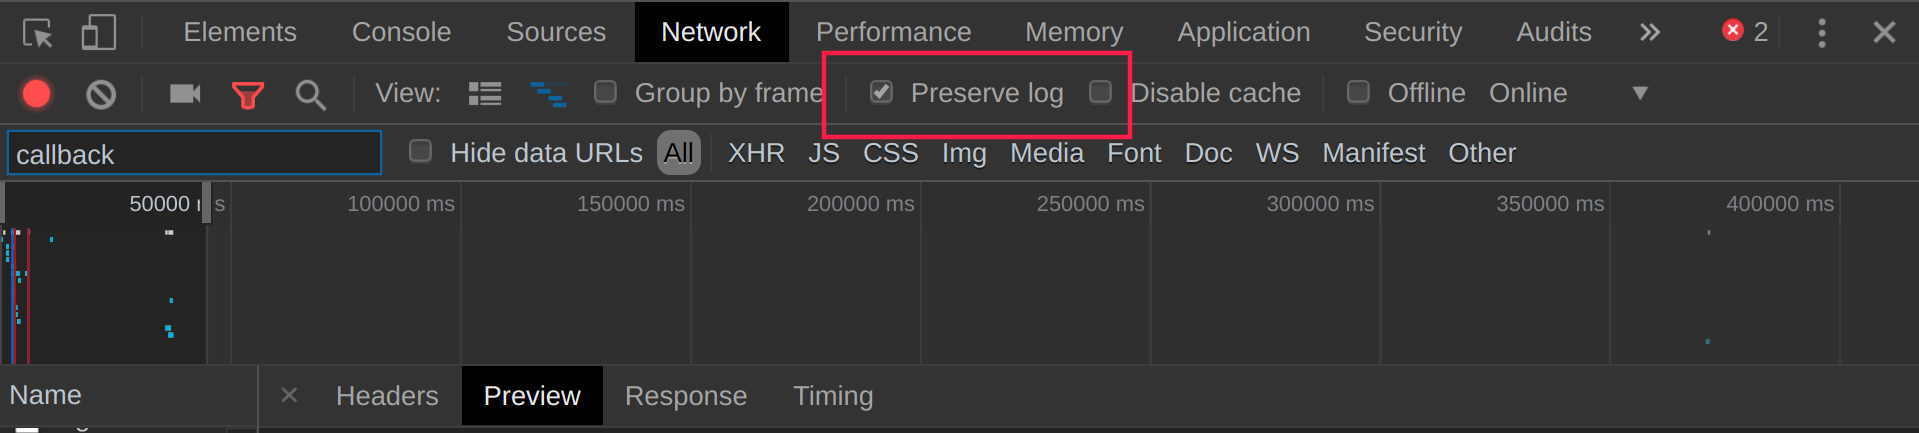 Elements Console Sources Network Performance Memory Application Security Audits 2
View: Group by frame Preserve log Disable cache Offline Online
callback Hide data URLs All XHR JS CSS Img Media Font Doc WS Manifest Other
50000 ms 100000 ms 150000 ms 200000 ms 250000 ms 300000 ms 350000 ms 400000 ms
Name Headers Preview Response Timing